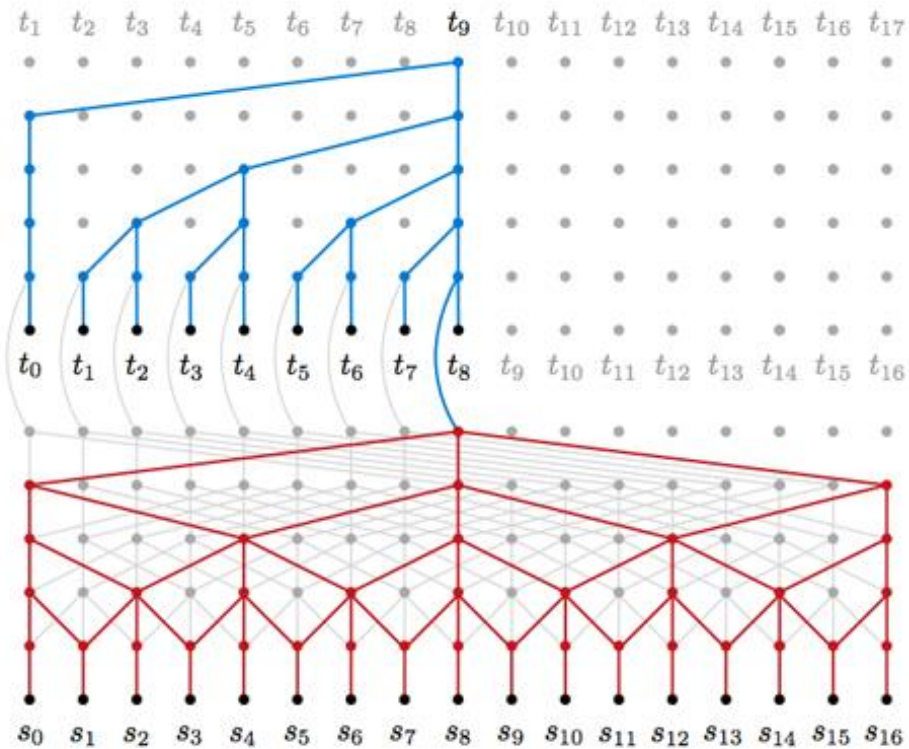 t₁ t₂ t₃ t₄ t₅ t₆ t₇ t₈ t₉ t₁₀ t₁₁ t₁₂ t₁₃ t₁₄ t₁₅ t₁₆ t₁₇
t₀ t₁ t₂ t₃ t₄ t₅ t₆ t₇ t₈ t₉ t₁₀ t₁₁ t₁₂ t₁₃ t₁₄ t₁₅ t₁₆
s₀ s₁ s₂ s₃ s₄ s₅ s₆ s₇ s₈ s₉ s₁₀ s₁₁ s₁₂ s₁₃ s₁₄ s₁₅ s₁₆